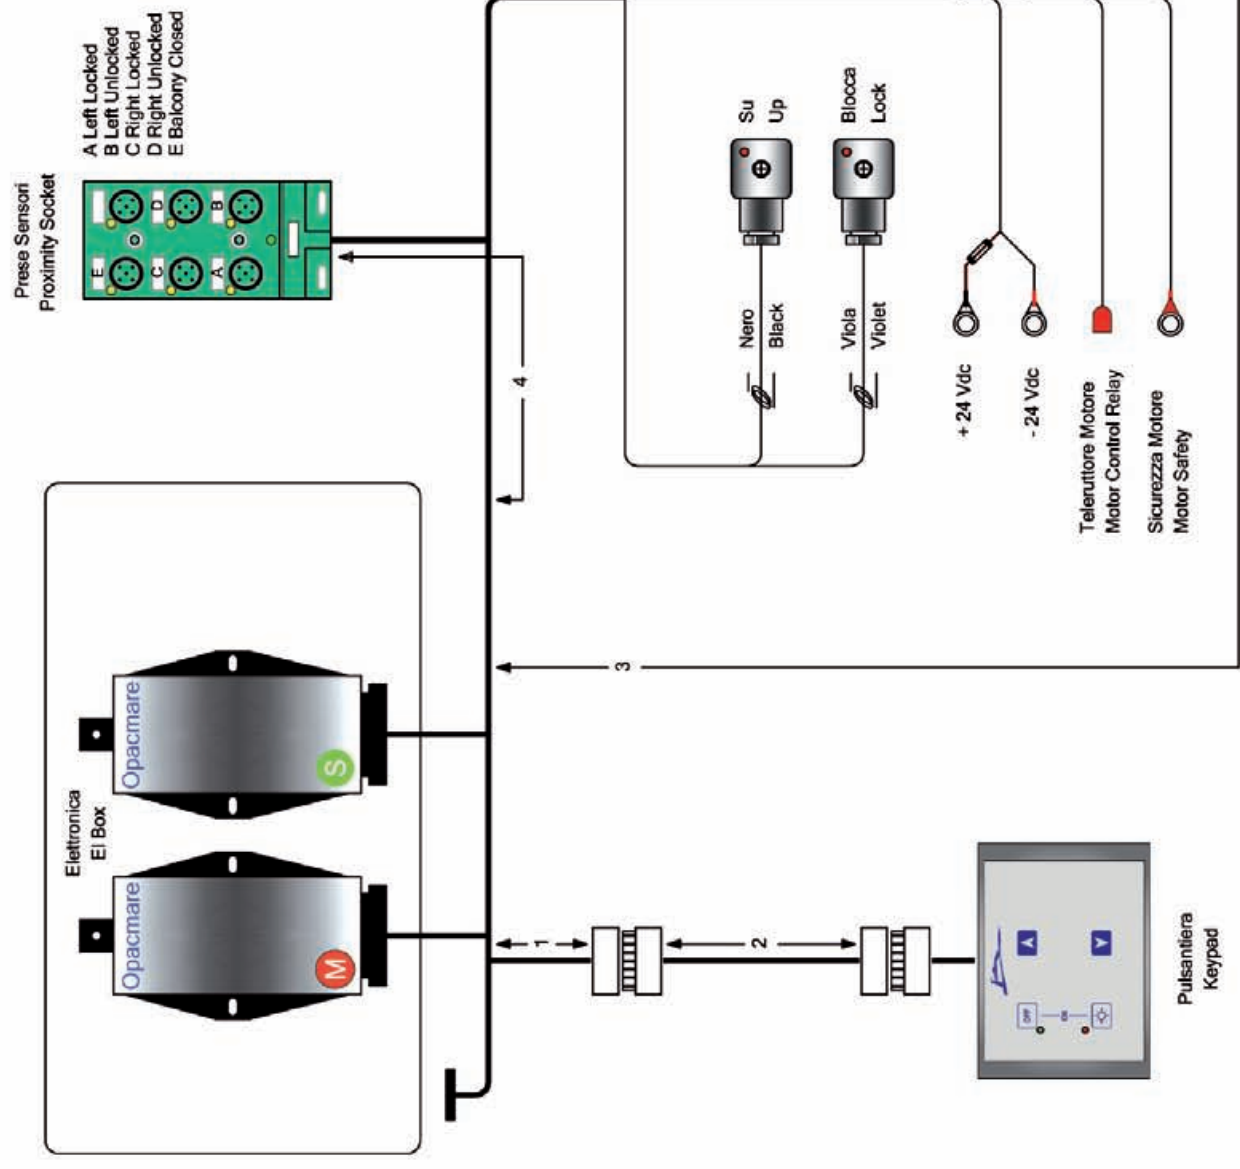 Prese Sensori
Proximity Socket
A Left Locked
B Left Unlocked
C Right Locked
D Right Unlocked
E Balcony Closed
E
C
D
A
B
Su
Up
Blocca
Lock
Nero
Black
Viola
Violet
+ 24 Vdc
- 24 Vdc
Teleruttore Motore
Motor Control Relay
Sicurezza Motore
Motor Safety
4
3
Elettronica
El Box
Opacmare
S
Opacmare
M
1
2
OFF
Pulsantiera
Keypad